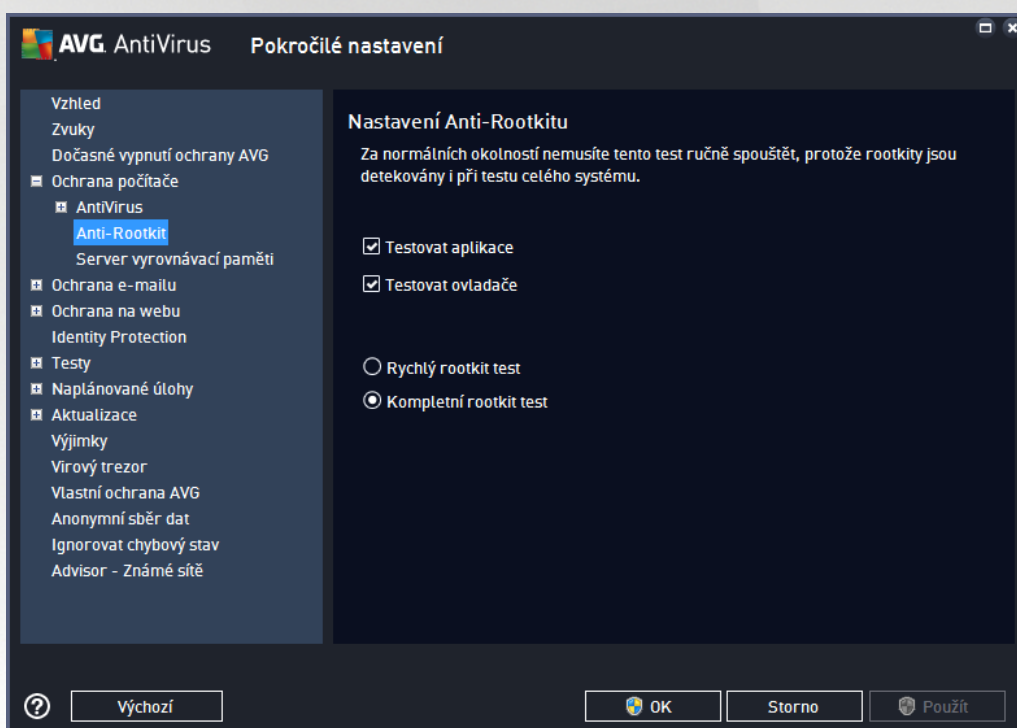 AVG. AntiVirus Pokročilé nastavení
Vzhled
Zvuky
Dočasné vypnutí ochrany AVG
Ochrana počítače
AntiVirus
Anti-Rootkit
Server vyrovnávací paměti
Ochrana e-mailu
Ochrana na webu
Identity Protection
Testy
Naplánované úlohy
Aktualizace
Výjimky
Virový trezor
Vlastní ochrana AVG
Anonymní sběr dat
Ignorovat chybový stav
Advisor - Známé sítě
Nastavení Anti-Rootkitu
Za normálních okolností nemusíte tento test ručně spouštět, protože rootkity jsou
detekovány i při testu celého systému.
Testovat aplikace
Testovat ovladače
Rychlý rootkit test
Kompletní rootkit test
? Výchozí OK Storno Použít